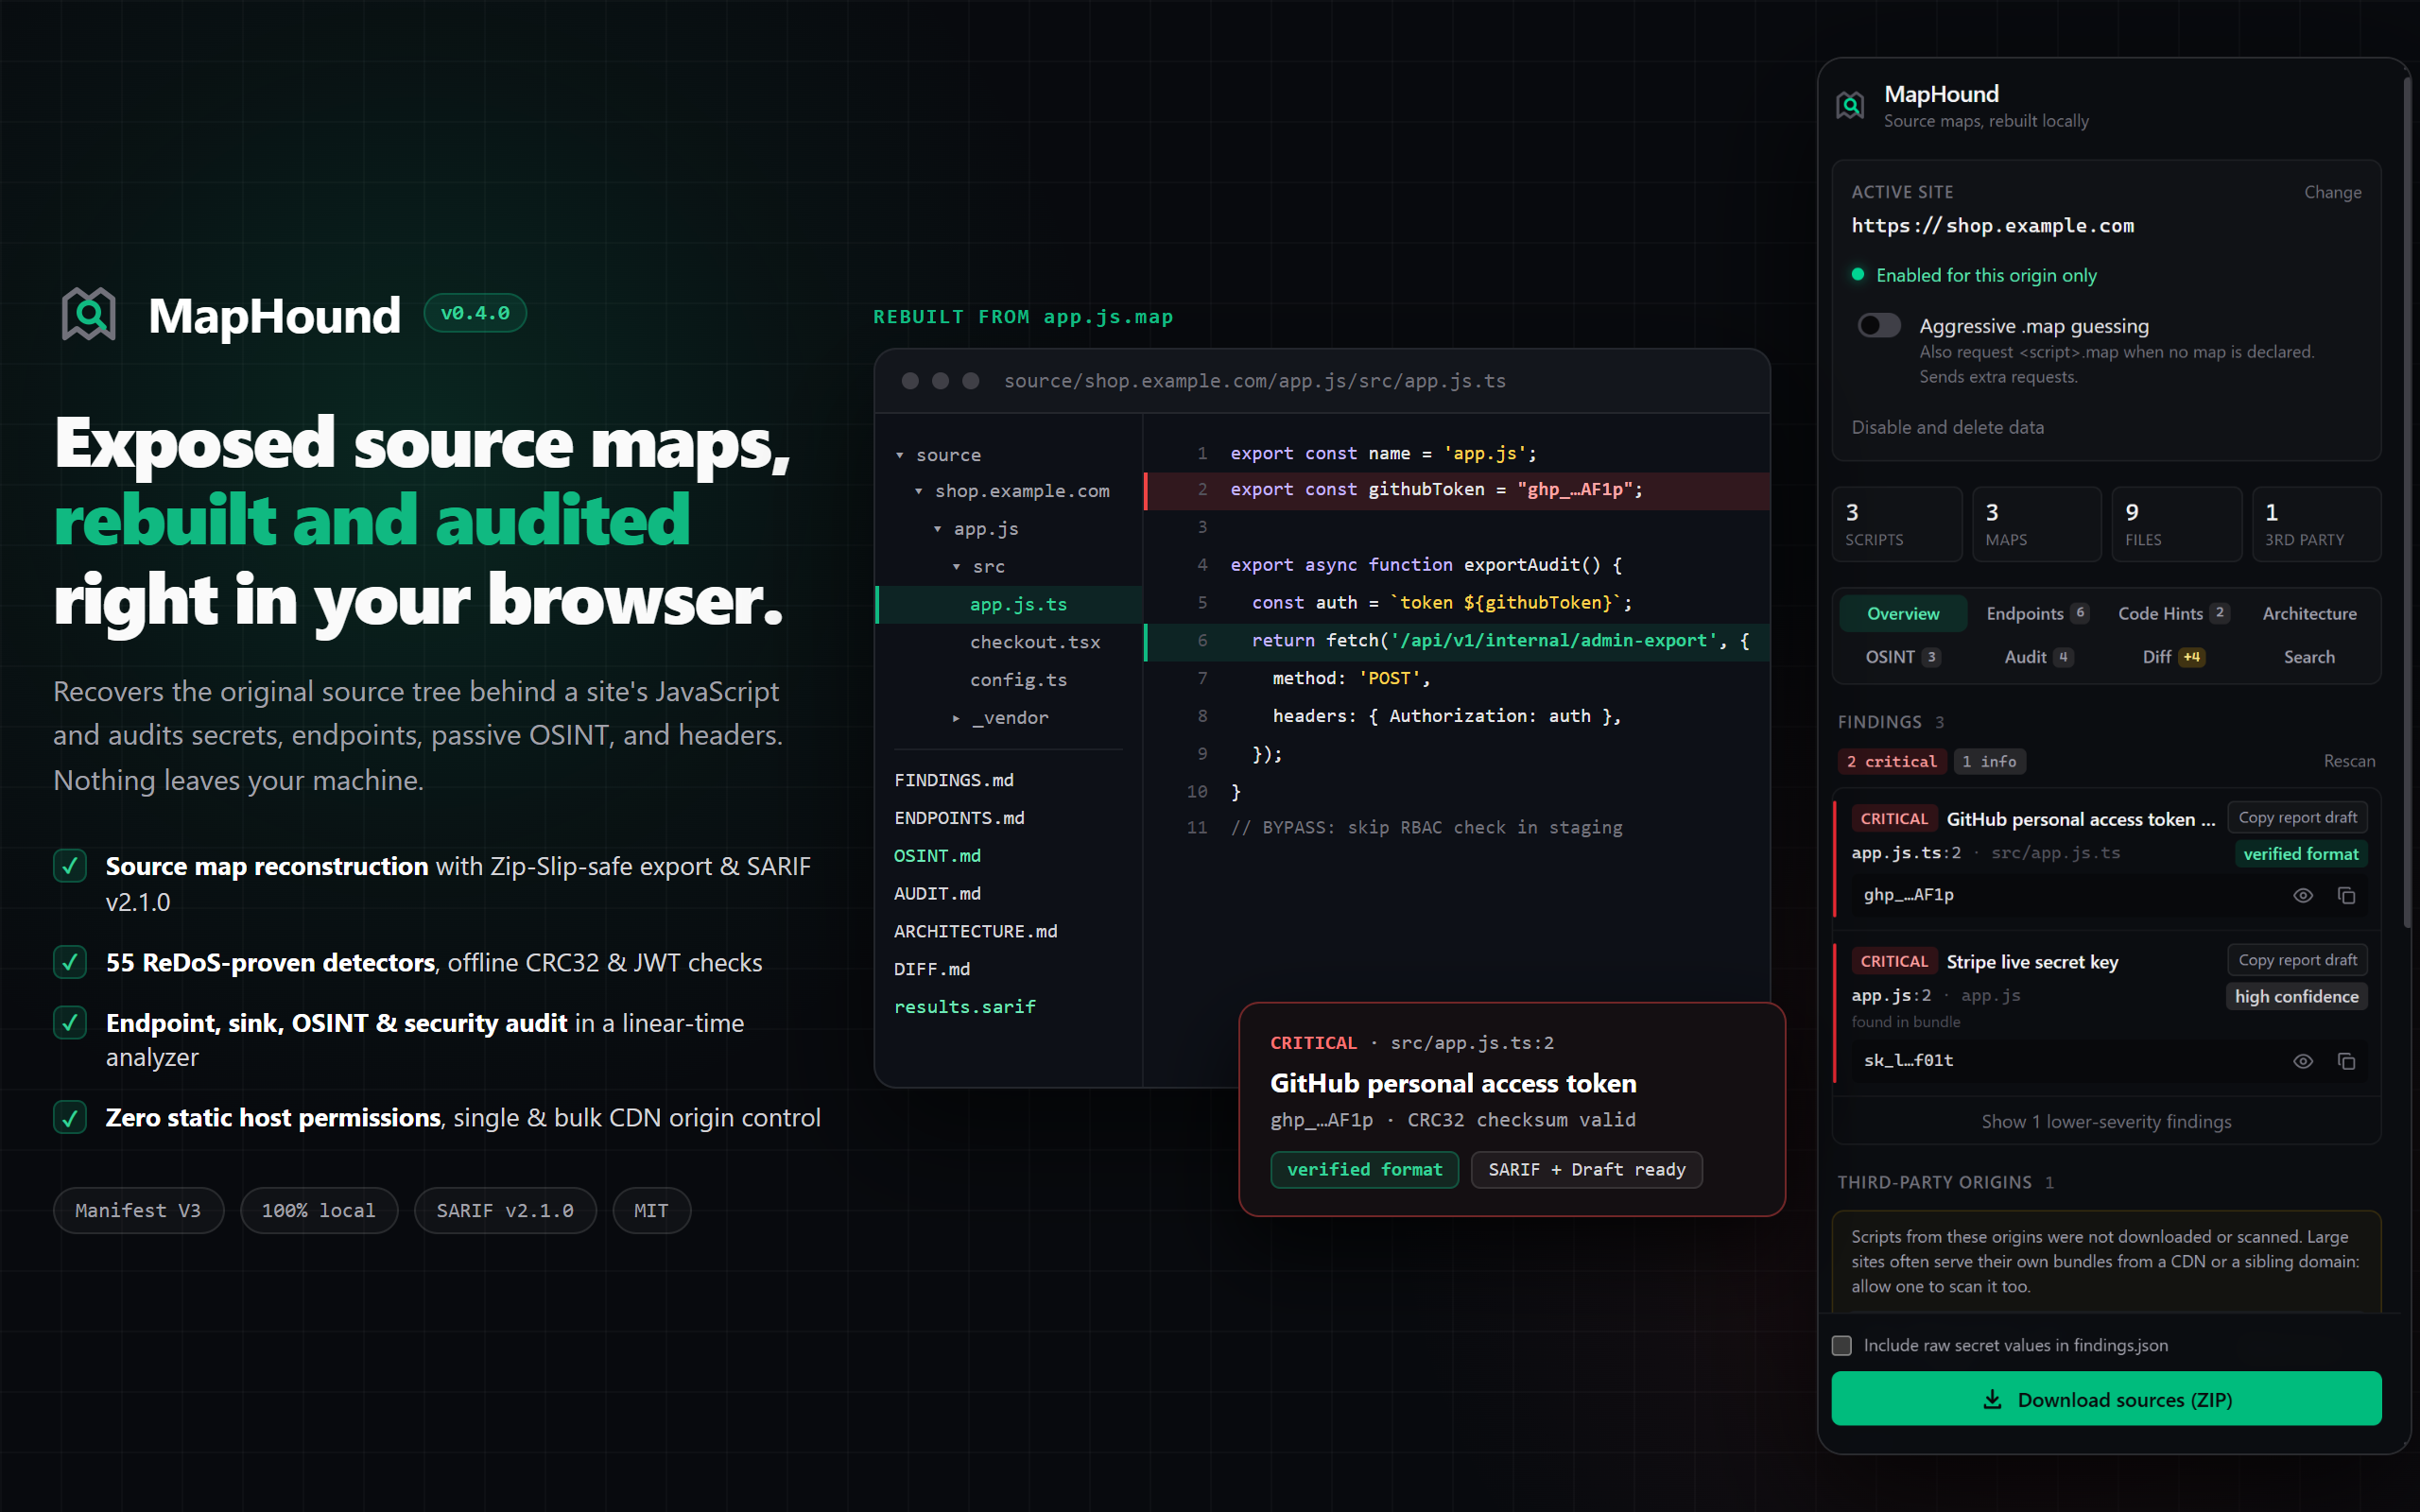 MapHound v0.4.0
Exposed source maps,
rebuilt and audited
right in your browser.
Recovers the original source tree behind a site's JavaScript
and audits secrets, endpoints, passive OSINT, and headers.
Nothing leaves your machine.
Source map reconstruction with Zip-Slip-safe export & SARIF
v2.1.0
55 ReDoS-proven detectors, offline CRC32 & JWT checks
Endpoint, sink, OSINT & security audit in a linear-time
analyzer
Zero static host permissions, single & bulk CDN origin control
Manifest V3 100% local SARIF v2.1.0 MIT
REBUILT FROM app.js.map
source/shop.example.com/app.js/src/app.js.ts
source
shop.example.com
app.js
src
app.js.ts
checkout.tsx
config.ts
_vendor
FINDINGS.md
ENDPOINTS.md
OSINT.md
AUDIT.md
ARCHITECTURE.md
DIFF.md
results.sarif
1 export const name = 'app.js';
2 export const githubToken = "ghp_…AF1p";
3
4 export async function exportAudit() {
5 const auth = `token ${githubToken}`;
6 return fetch('/api/v1/internal/admin-export', {
7 method: 'POST',
8 headers: { Authorization: auth },
9 });
10 }
11 // BYPASS: skip RBAC check in staging
CRITICAL · src/app.js.ts:2
GitHub personal access token
ghp_…AF1p · CRC32 checksum valid
verified format SARIF + Draft ready
MapHound
Source maps, rebuilt locally
ACTIVE SITE Change
https://shop.example.com
Enabled for this origin only
Aggressive .map guessing
Also request <script>.map when no map is declared.
Sends extra requests.
Disable and delete data
3 3 9 1
SCRIPTS MAPS FILES 3RD PARTY
Overview Endpoints 6 Code Hints 2 Architecture
OSINT 3 Audit 4 Diff +4 Search
FINDINGS 3
2 critical 1 info Rescan
CRITICAL GitHub personal access token ... Copy report draft
app.js.ts:2 · src/app.js.ts verified format
ghp_…AF1p
CRITICAL Stripe live secret key Copy report draft
app.js:2 · app.js high confidence
found in bundle
sk_l…f01t
Show 1 lower-severity findings
THIRD-PARTY ORIGINS 1
Scripts from these origins were not downloaded or scanned. Large
sites often serve their own bundles from a CDN or a sibling domain:
allow one to scan it too.
Include raw secret values in findings.json
Download sources (ZIP)